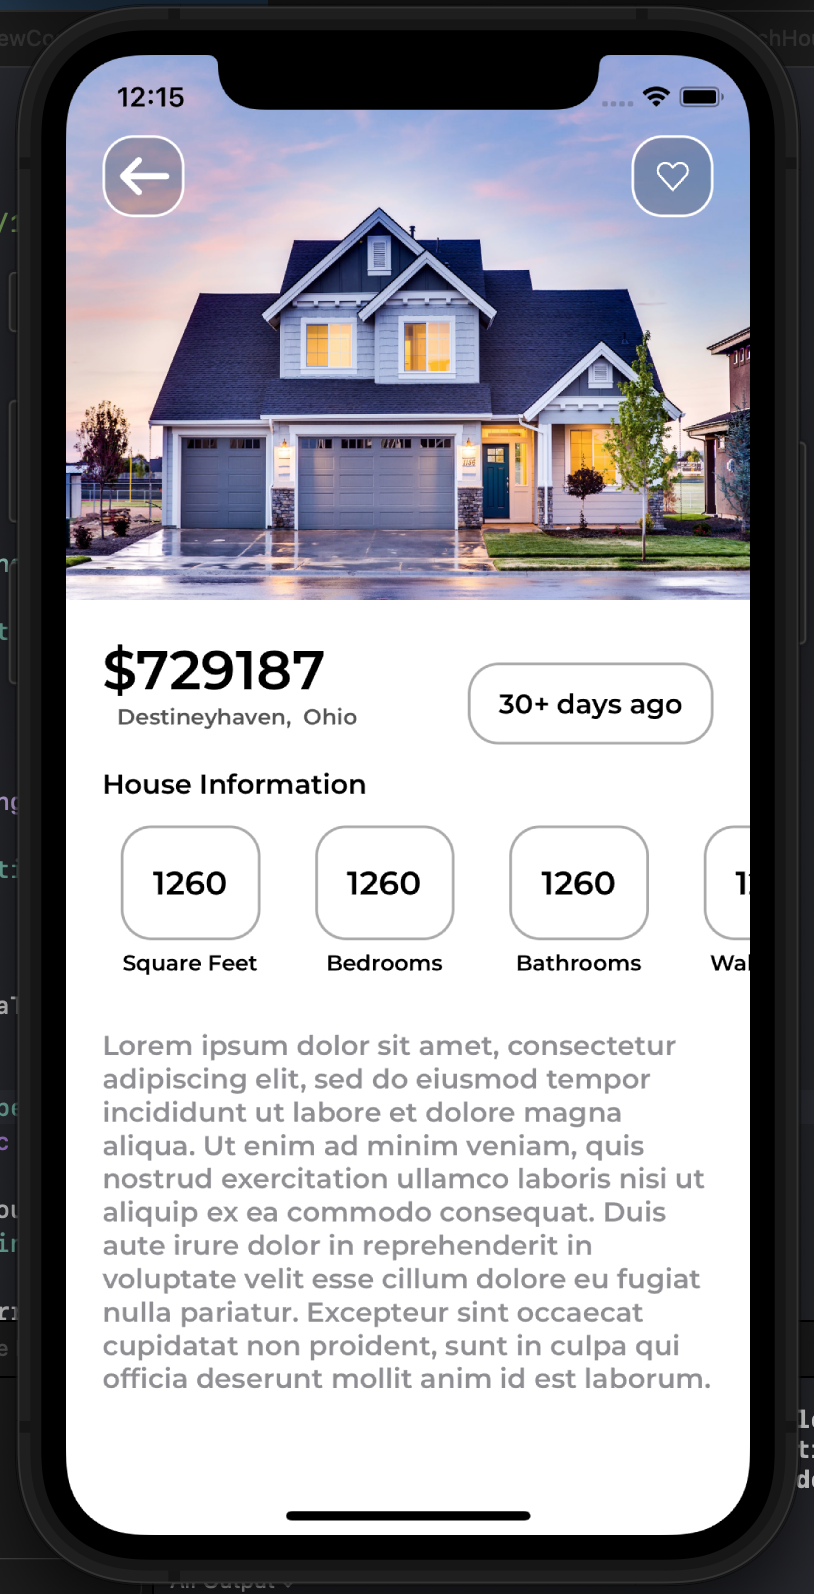 12:15
$729187
Destineyhaven, Ohio
30+ days ago
House Information
1260
1260
1260
Square Feet
Bedrooms
Bathrooms
Lorem ipsum dolor sit amet, consectetur
adipiscing elit, sed do eiusmod tempor
incididunt ut labore et dolore magna
aliqua. Ut enim ad minim veniam, quis
nostrud exercitation ullamco laboris nisi ut
aliquip ex ea commodo consequat. Duis
aute irure dolor in reprehenderit in
voluptate velit esse cillum dolore eu fugiat
nulla pariatur. Excepteur sint occaecat
cupidatat non proident, sunt in culpa qui
officia deserunt mollit anim id est laborum.